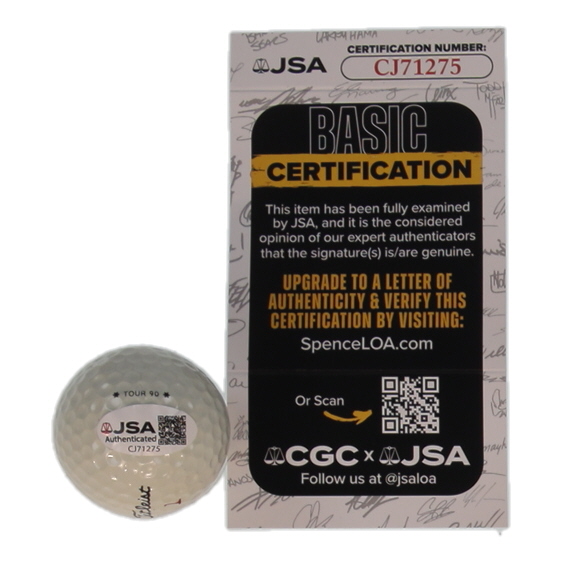 CERTIFICATION NUMBER:
JSA
CJ71275
BASIC
CERTIFICATION
This item has been fully examined
by JSA, and it is the considered
opinion of our expert authenticators
that the signature(s) is/are genuine.
UPGRADE TO A LETTER OF
AUTHENTICITY & VERIFY THIS
CERTIFICATION BY VISITING:
SpenceLOA.com
Or Scan
CGC x JSA
Follow us at @jsaloa
TOUR 90
JSA
Authenticated
CJ71275